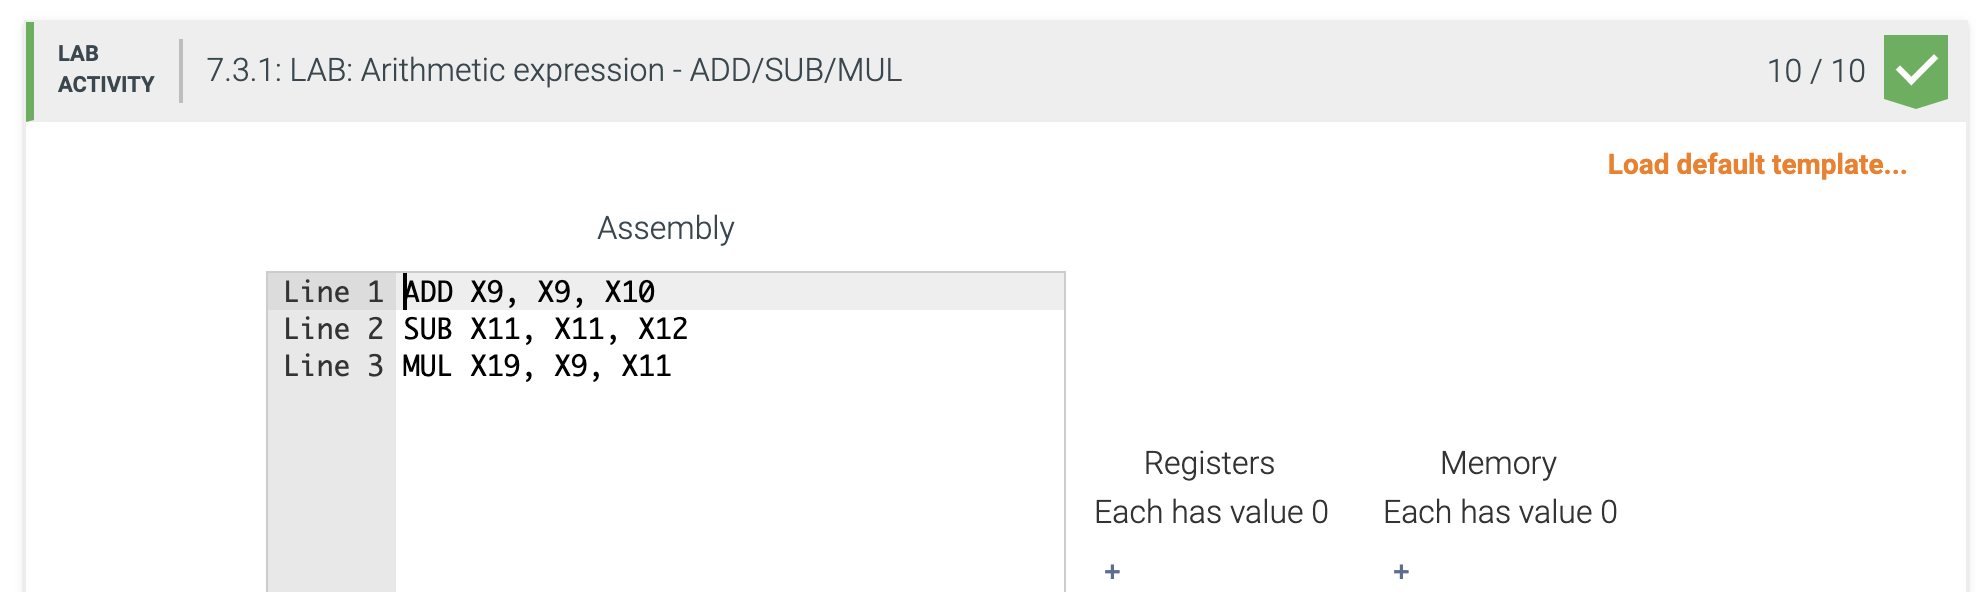 LAB
ACTIVITY
7.3.1: LAB: Arithmetic expression - ADD/SUB/MUL
10 / 10
Load default template...
Assembly
Line 1 ADD X9, X9, X10
Line 2 SUB X11, X11, X12
Line 3 MUL X19, X9, X11
Registers Memory
Each has value 0 Each has value 0
+ +